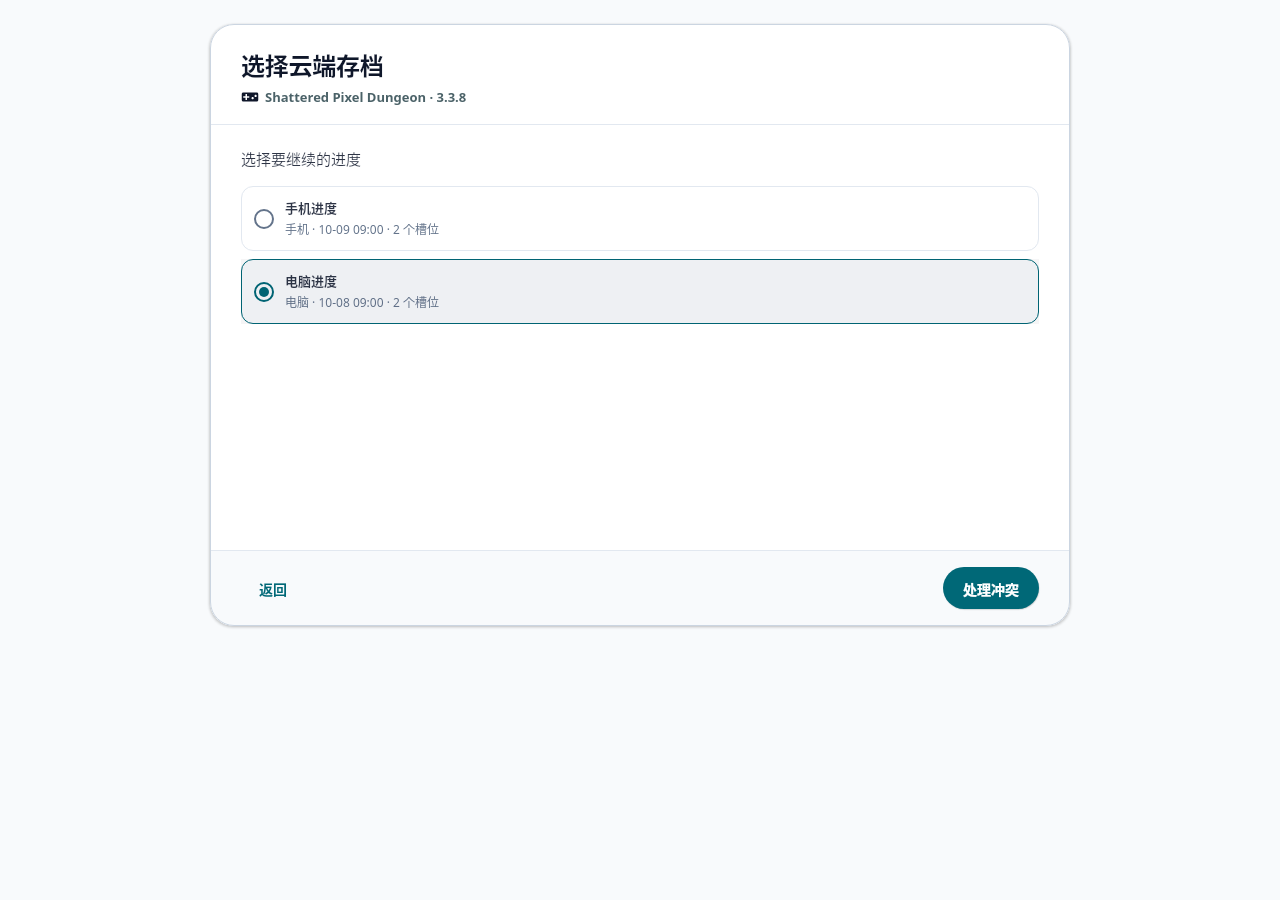 选择云端存档
Shattered Pixel Dungeon · 3.3.8
选择要继续的进度
手机进度
手机 · 10-09 09:00 · 2 个槽位
电脑进度
电脑 · 10-08 09:00 · 2 个槽位
返回
处理冲突